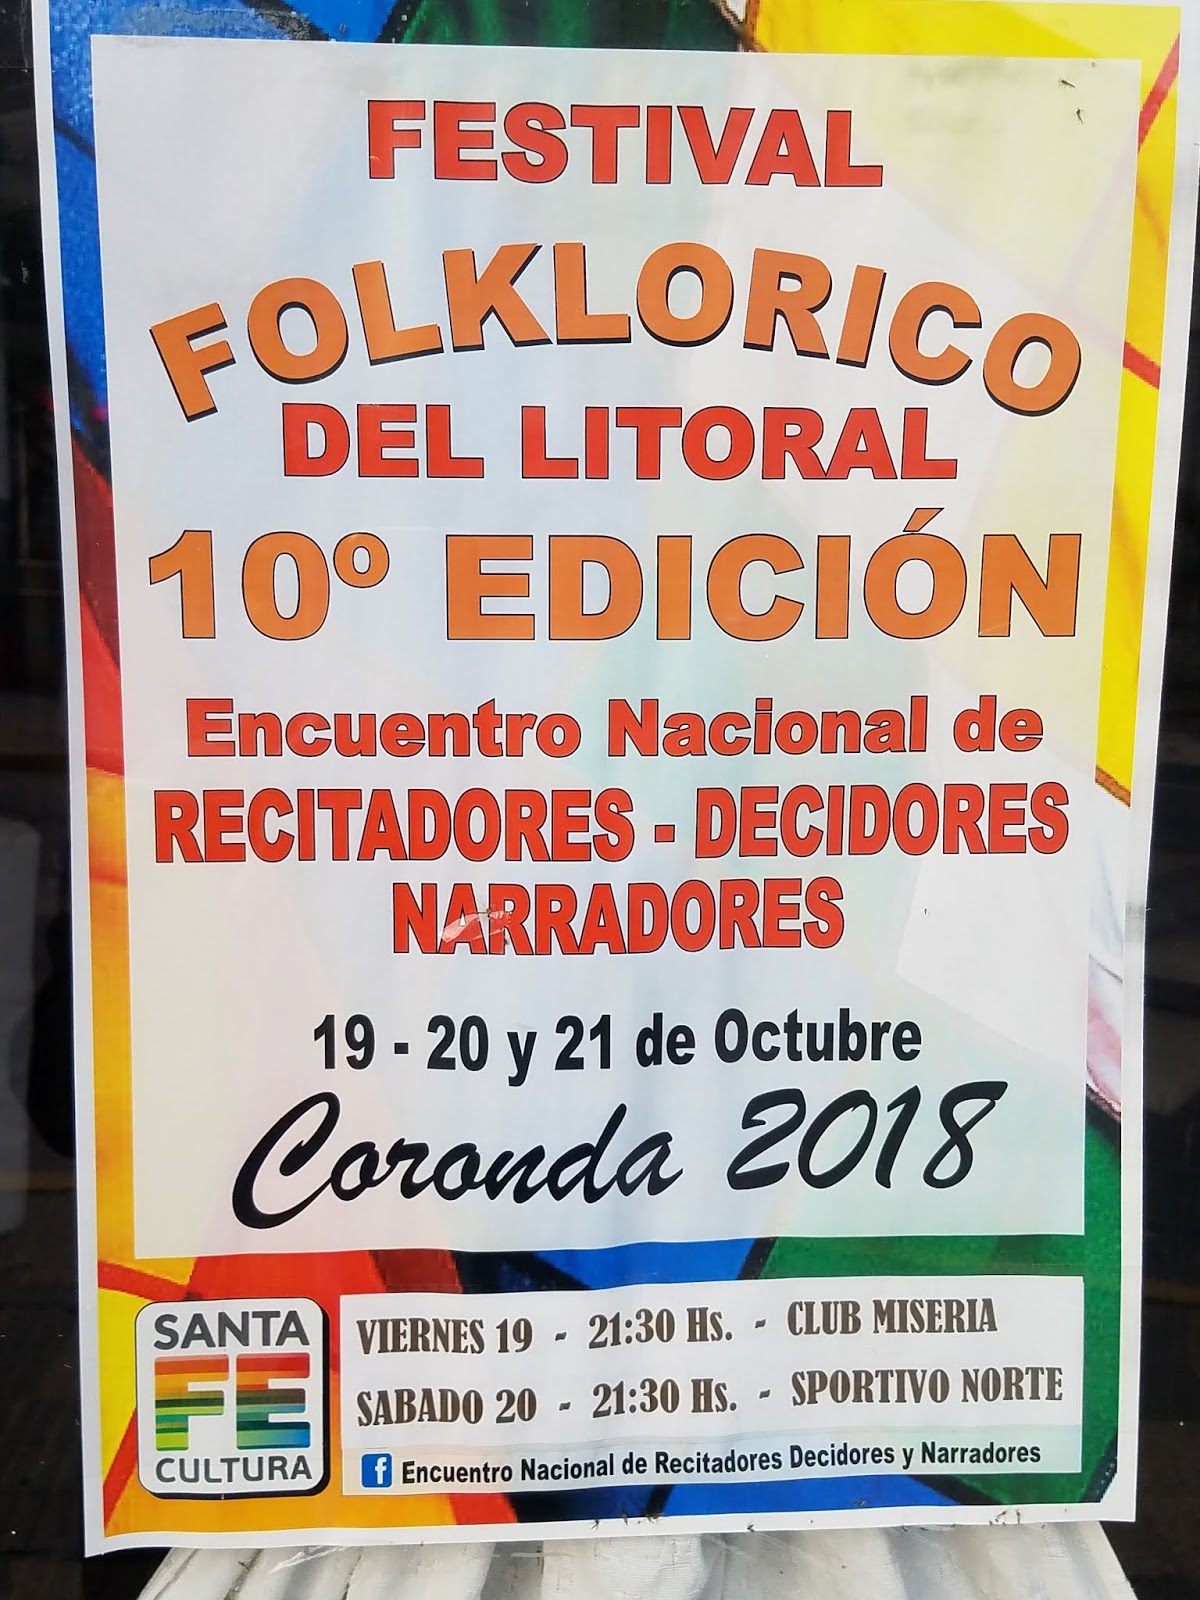 FESTIVAL
FOLKLORICO
DEL LITORAL
10º EDICIÓN
Encuentro Nacional de
RECITADORES - DECIDORES
NARRADORES
19 - 20 y 21 de Octubre
Coronda 2018
SANTA
FE
CULTURA
VIERNES 19 - 21:30 Hs. - CLUB MISERIA
SABADO 20 - 21:30 Hs. - SPORTIVO NORTE
f Encuentro Nacional de Recitadores Decidores y Narradores